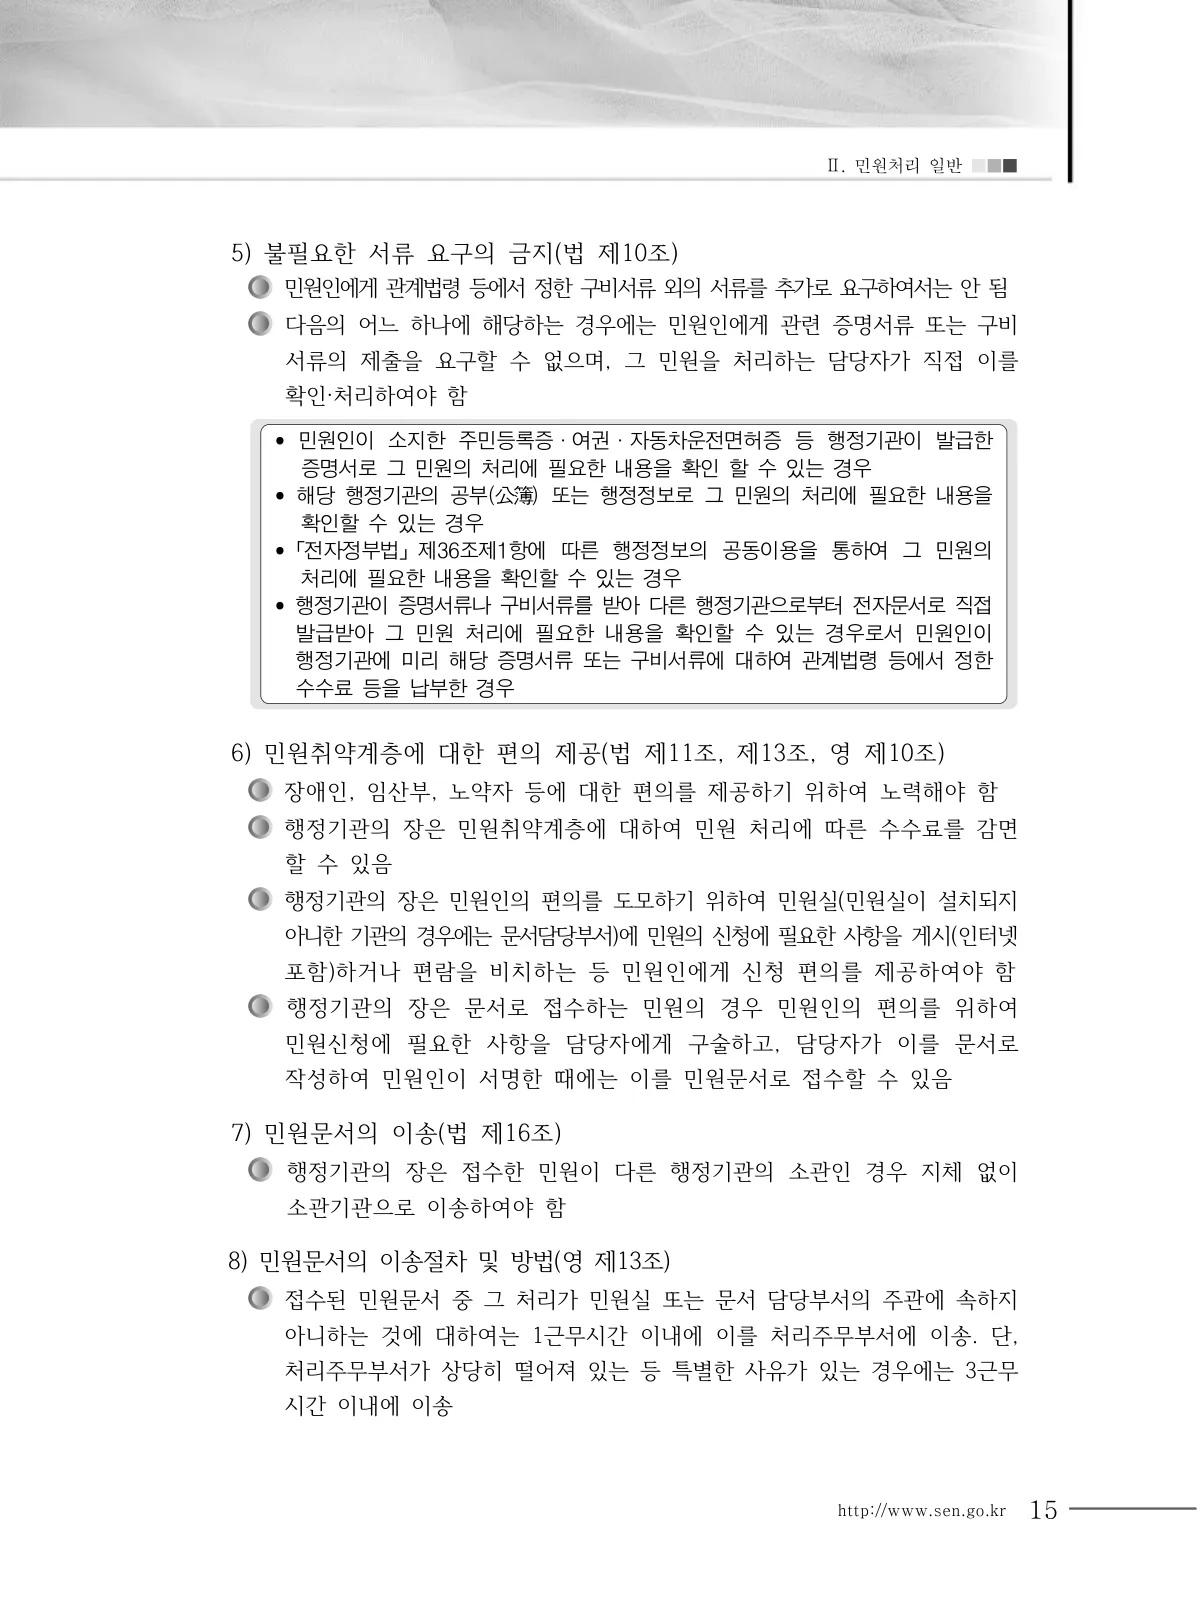 Ⅱ. 민원처리 일반
5) 불필요한 서류 요구의 금지(법 제10조)
민원인에게 관계법령 등에서 정한 구비서류 외의 서류를 추가로 요구하여서는 안 됨
다음의 어느 하나에 해당하는 경우에는 민원인에게 관련 증명서류 또는 구비
서류의 제출을 요구할 수 없으며, 그 민원을 처리하는 담당자가 직접 이를
확인·처리하여야 함
• 민원인이 소지한 주민등록증·여권·자동차운전면허증 등 행정기관이 발급한
증명서로 그 민원의 처리에 필요한 내용을 확인 할 수 있는 경우
• 해당 행정기관의 공부(公簿) 또는 행정정보로 그 민원의 처리에 필요한 내용을
확인할 수 있는 경우
• 「전자정부법」 제36조제1항에 따른 행정정보의 공동이용을 통하여 그 민원의
처리에 필요한 내용을 확인할 수 있는 경우
• 행정기관이 증명서류나 구비서류를 받아 다른 행정기관으로부터 전자문서로 직접
발급받아 그 민원 처리에 필요한 내용을 확인할 수 있는 경우로서 민원인이
행정기관에 미리 해당 증명서류 또는 구비서류에 대하여 관계법령 등에서 정한
수수료 등을 납부한 경우
6) 민원취약계층에 대한 편의 제공(법 제11조, 제13조, 영 제10조)
장애인, 임산부, 노약자 등에 대한 편의를 제공하기 위하여 노력해야 함
행정기관의 장은 민원취약계층에 대하여 민원 처리에 따른 수수료를 감면
할 수 있음
행정기관의 장은 민원인의 편의를 도모하기 위하여 민원실(민원실이 설치되지
아니한 기관의 경우에는 문서담당부서)에 민원의 신청에 필요한 사항을 게시(인터넷
포함)하거나 편람을 비치하는 등 민원인에게 신청 편의를 제공하여야 함
행정기관의 장은 문서로 접수하는 민원의 경우 민원인의 편의를 위하여
민원신청에 필요한 사항을 담당자에게 구술하고, 담당자가 이를 문서로
작성하여 민원인이 서명한 때에는 이를 민원문서로 접수할 수 있음
7) 민원문서의 이송(법 제16조)
행정기관의 장은 접수한 민원이 다른 행정기관의 소관인 경우 지체 없이
소관기관으로 이송하여야 함
8) 민원문서의 이송절차 및 방법(영 제13조)
접수된 민원문서 중 그 처리가 민원실 또는 문서 담당부서의 주관에 속하지
아니하는 것에 대하여는 1근무시간 이내에 이를 처리주무부서에 이송. 단,
처리주무부서가 상당히 떨어져 있는 등 특별한 사유가 있는 경우에는 3근무
시간 이내에 이송
http://www.sen.go.kr 15